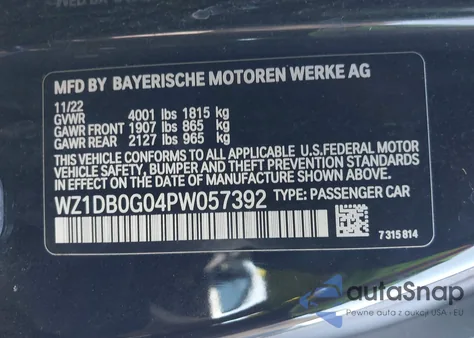 MFD BY BAYERISCHE MOTOREN WERKE AG
11/22
GVWR 4001 lbs 1815 kg
GAWR FRONT 1907 lbs 865 kg
GAWR REAR 2127 lbs 965 kg
THIS VEHICLE CONFORMS TO ALL APPLICABLE U.S.FEDERAL MOTOR
VEHICLE SAFETY, BUMPER, AND THEFT PREVENTION STANDARDS
IN EFFECT ON THE DATE OF MANUFACTURE SHOWN ABOVE.
WZ1DB0G04PW057392 TYPE: PASSENGER CAR
7315814
autoSnap
Pewne auta z aukcji USA - EU